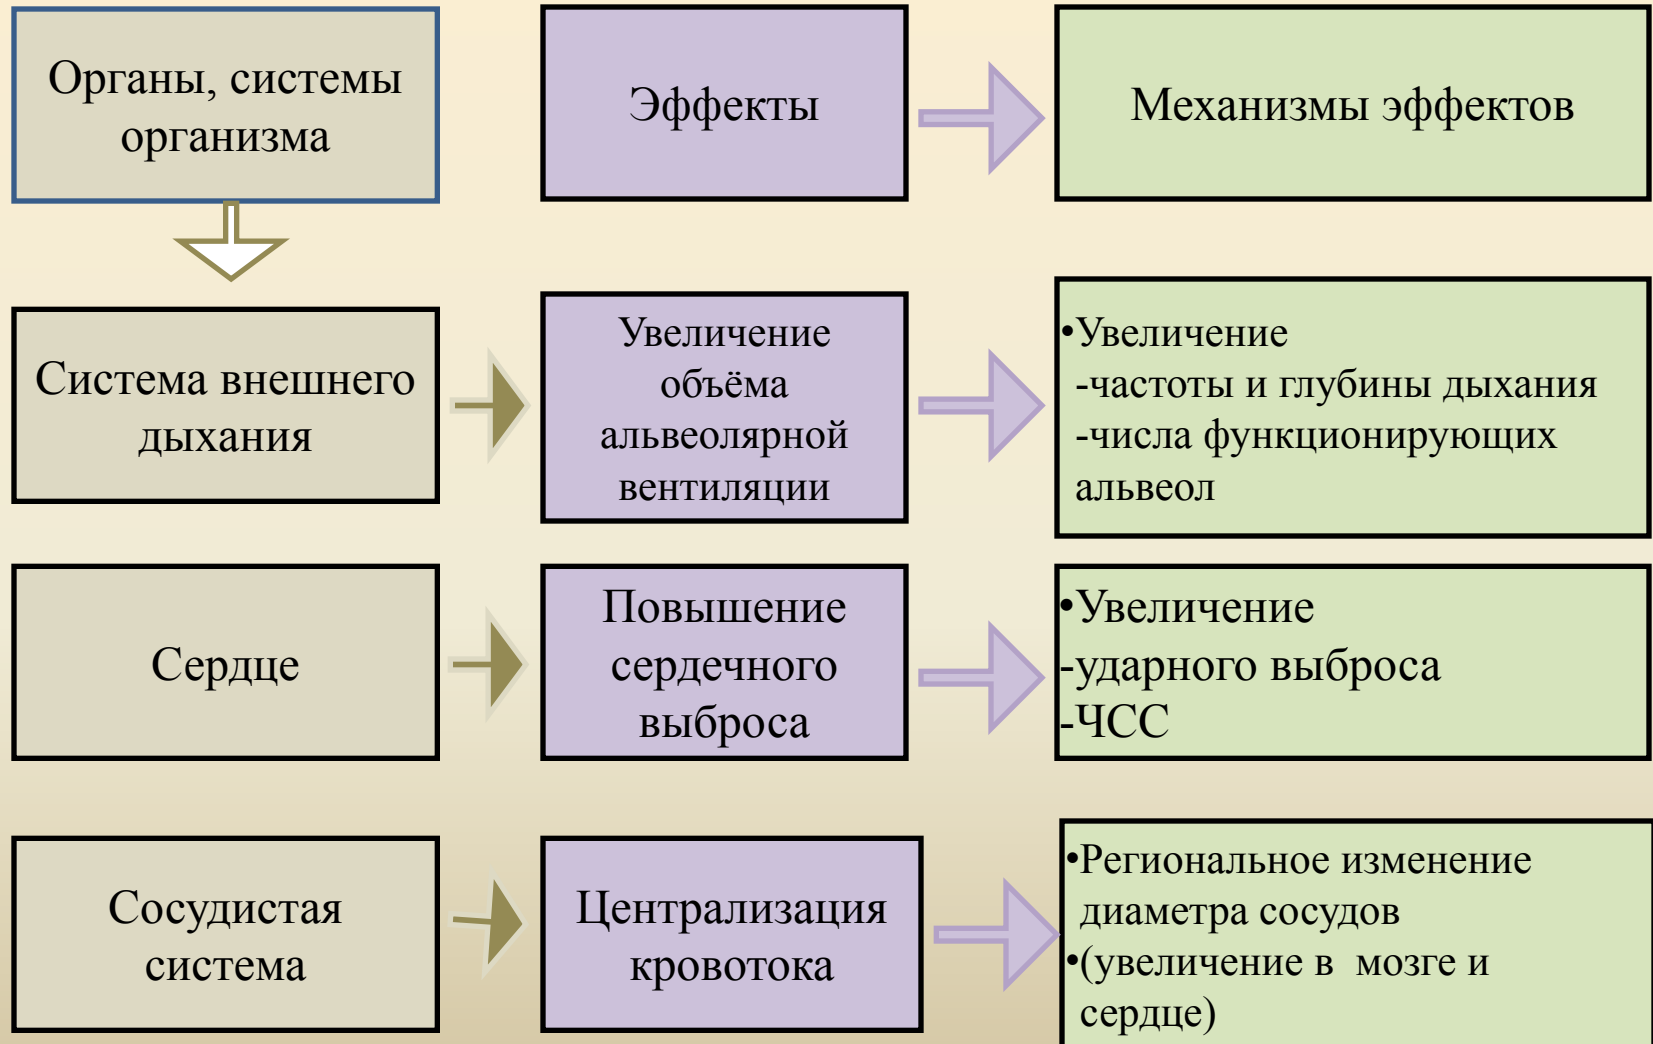 Органы, системы
организма
Эффекты
Механизмы эффектов
Система внешнего
дыхания
Увеличение
объёма
альвеолярной
вентиляции
•Увеличение
-частоты и глубины дыхания
-числа функционирующих
альвеол
Сердце
Повышение
сердечного
выброса
•Увеличение
-ударного выброса
-ЧСС
Сосудистая
система
Централизация
кровотока
•Региональное изменение
диаметра сосудов
•(увеличение в мозге и
сердце)